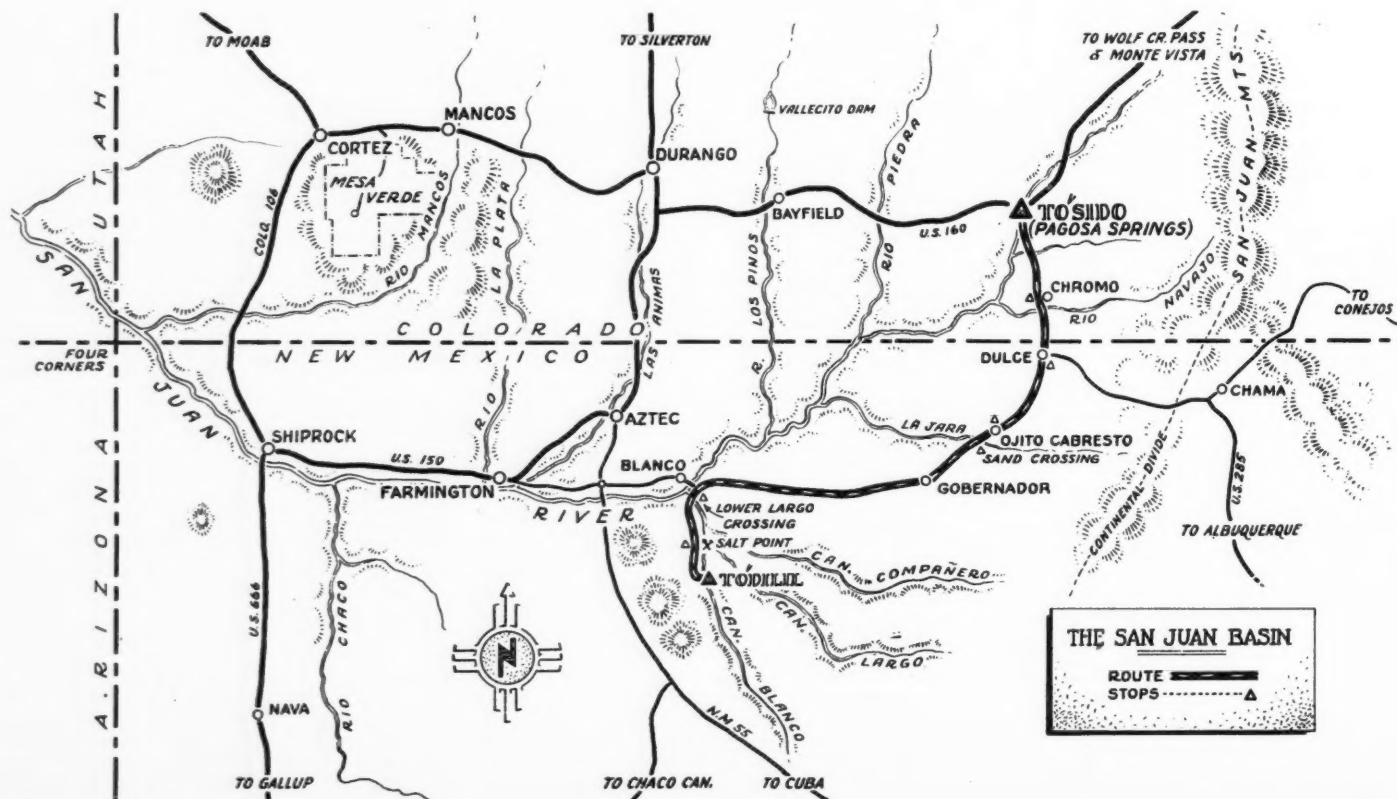 TO MOAB
TO SILVERTON
TO WOLF CR. PASS
& MONTE VISTA
UTAH
MANCOS
CORTEZ
VALLECITO DAM
SAN JUAN MTS
DURANGO
MESA
VERDE
RIO MANCOS
RIO LA PLATA
COLO. 106
BAYFIELD
RIO PIEDRA
U.S. 160
TO'SIDO
(PAGOSA SPRINGS)
R. LOS PINOS
LAS ANIMAS
CHROMO
RIO NAVAJO
TO
CONEJOS
SAN JUAN
COLORADO
NEW MEXICO
FOUR
CORNERS
DULCE
CHAMA
AZTEC
LA JARA
OJITO CABRESTO
SAND CROSSING
SHIPROCK
U.S. 150
RIO
FARMINGTON
BLANCO
RIVER
GOBERNADOR
LOWER LARGO
CROSSING
SALT POINT
CONTINENTAL DIVIDE
U.S. 285
TO ALBUQUERQUE
CAN. COMPAÑERO
TÓDILIL
CAN. LARGO
CAN. BLANCO
ARIZONA
U.S. 666
RIO CHACO
N
NAVA
N.M 55
THE SAN JUAN BASIN
ROUTE
STOPS
TO GALLUP
TO CHACO CAN.
TO CUBA